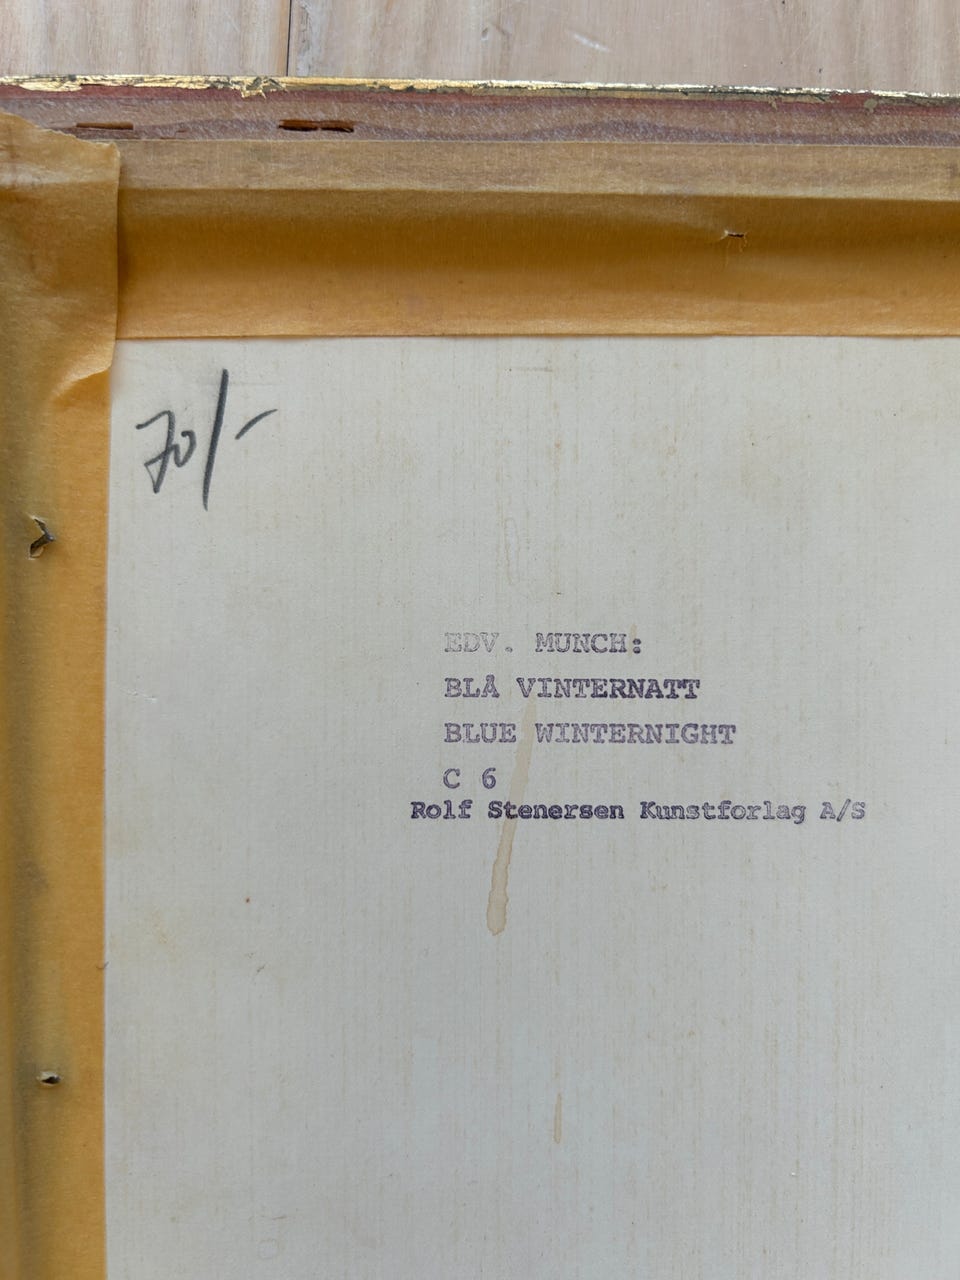 70/-
EDV. MUNCH:
BLÅ VINTERNATT
BLUE WINTERNIGHT
C 6
Rolf Stenersen Kunstforlag A/S